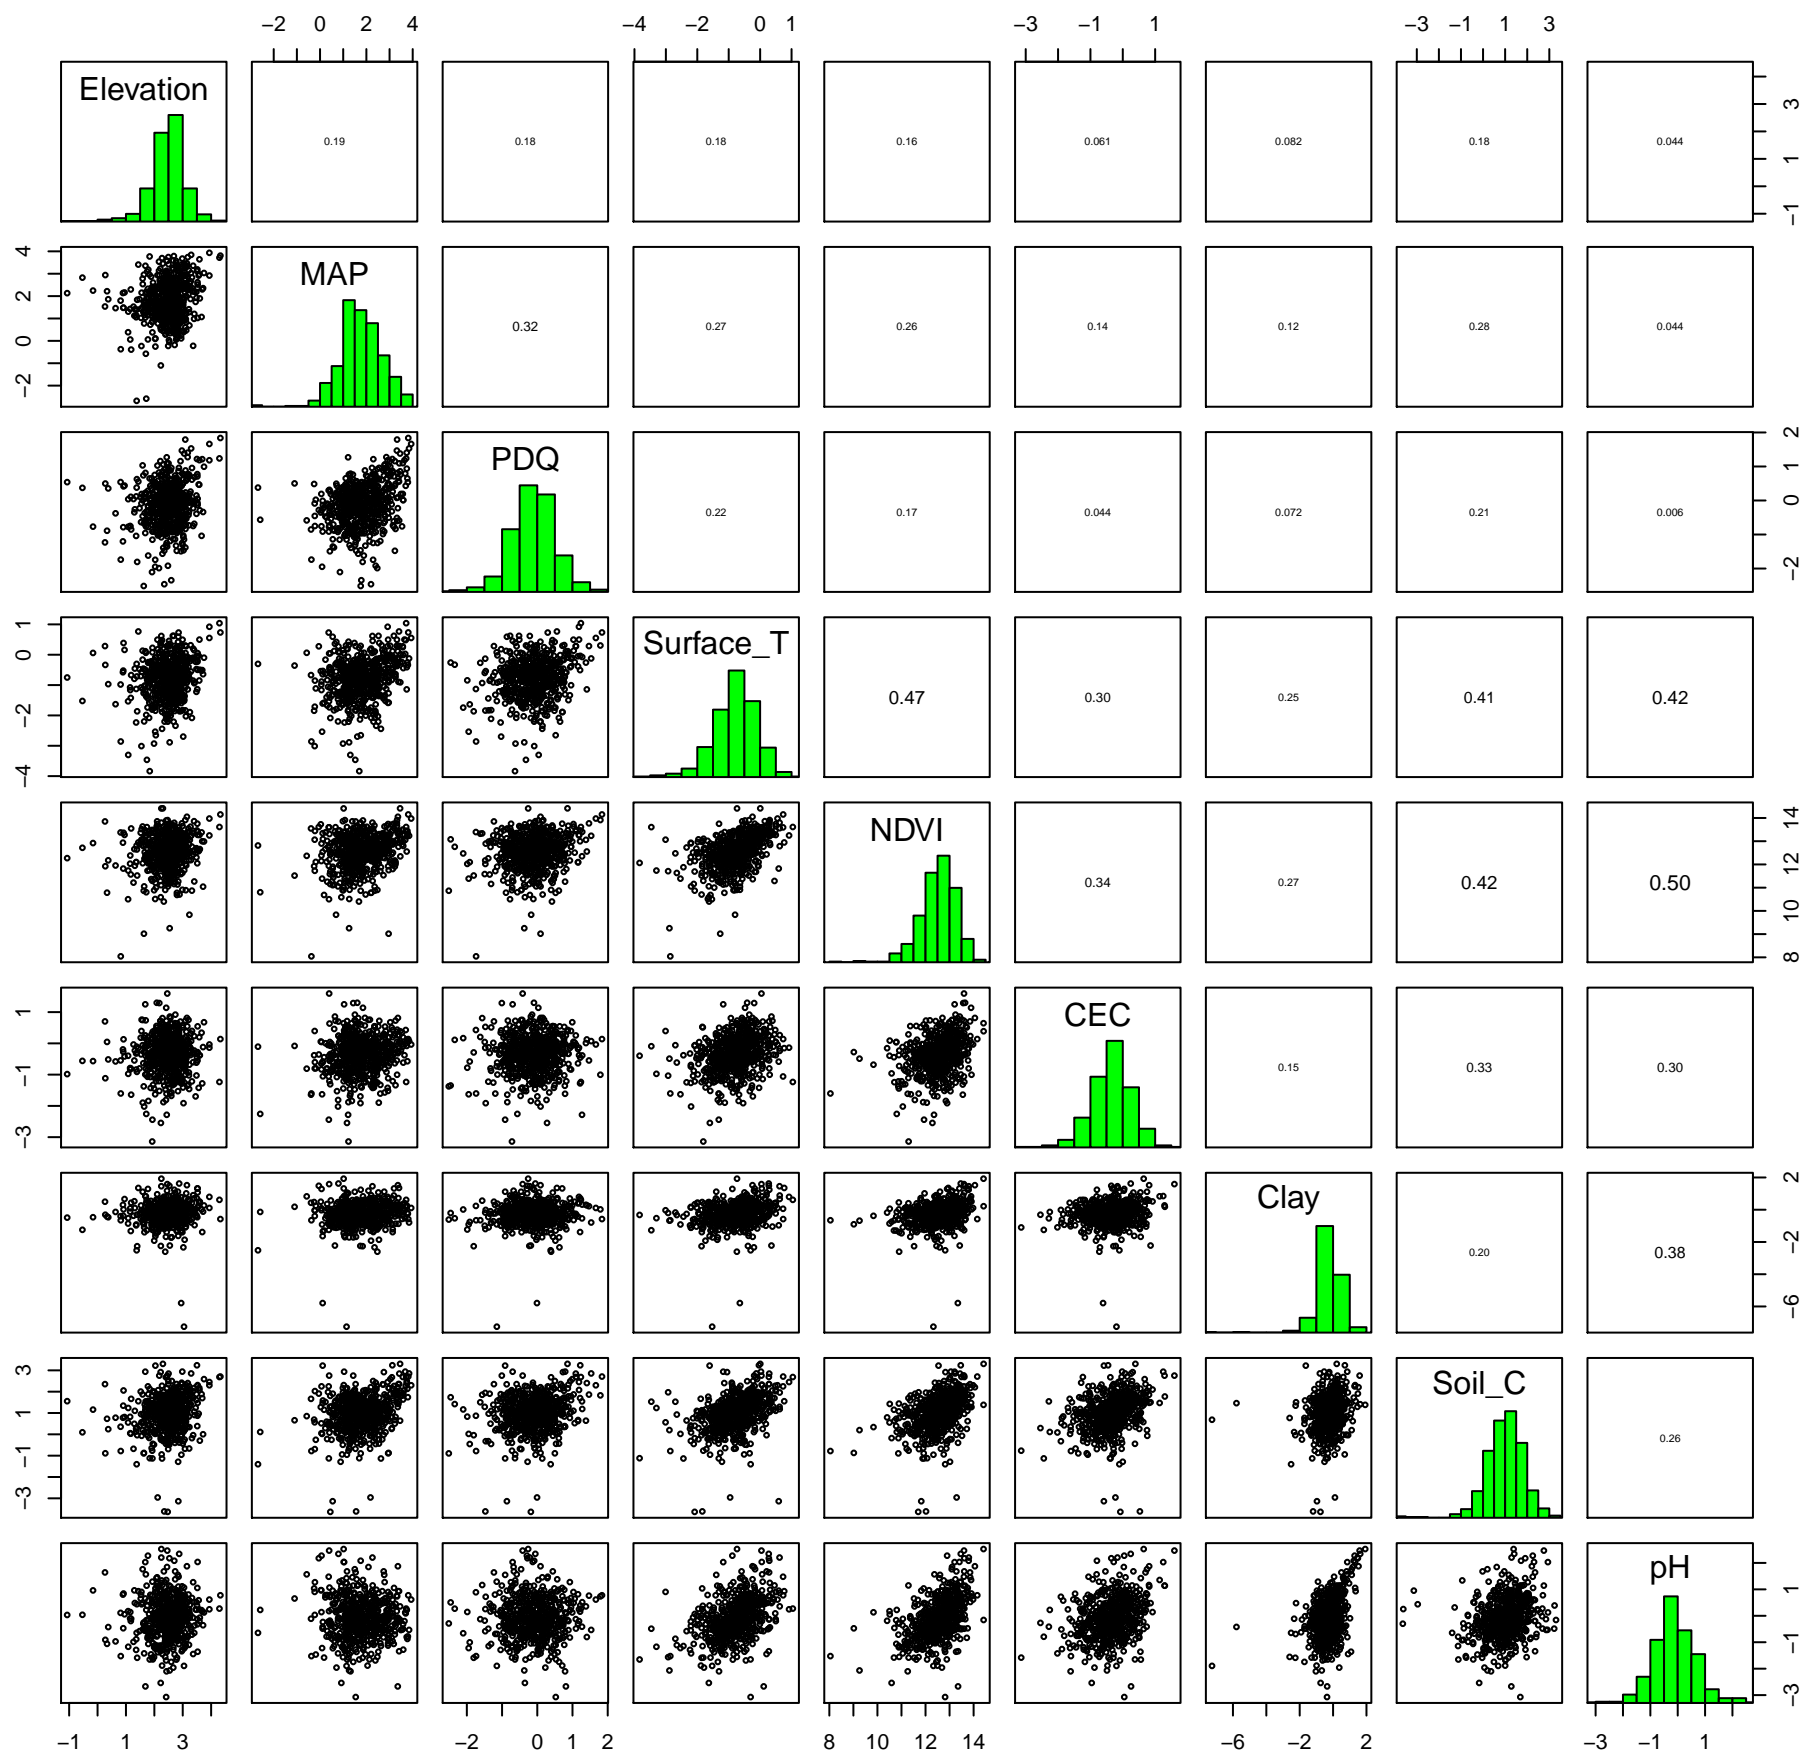 −2 0 2 4 −4 −2 0 1 −3 −1 1 −3 −1 1 3
Elevation 0.19 0.18 0.18 0.16 0.061 0.082 0.18 0.044 −1 1 3
−2 0 2 4 MAP 0.32 0.27 0.26 0.14 0.12 0.28 0.044
PDQ 0.22 0.17 0.044 0.072 0.21 0.006 −2 0 1 2
−4 −2 0 1 Surface_T 0.47 0.30 0.25 0.41 0.42
NDVI 0.34 0.27 0.42 0.50 8 10 12 14
−3 −1 1 CEC 0.15 0.33 0.30
Clay 0.20 0.38 −6 −2 2
−3 −1 1 3 Soil_C 0.26
pH −3 −1 1
−1 1 3 −2 0 1 2 8 10 12 14 −6 −2 2 −3 −1 1